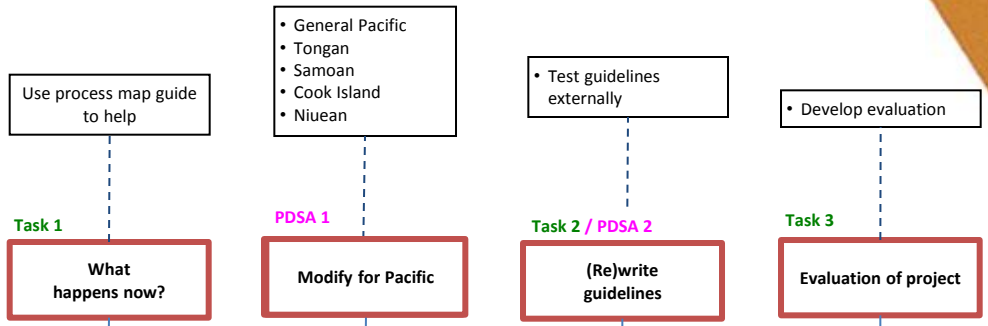 Use process map guide
to help
• General Pacific
• Tongan
• Samoan
• Cook Island
• Niuean
• Test guidelines
externally
• Develop evaluation
Task 1
PDSA 1
Task 2 / PDSA 2
Task 3
What
happens now?
Modify for Pacific
(Re)write
guidelines
Evaluation of project